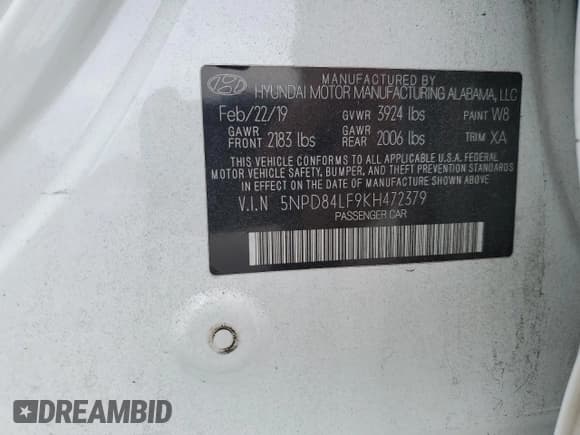 MANUFACTURED BY
HYUNDAI MOTOR MANUFACTURING ALABAMA, LLC
Feb/22/19 GVWR 3924 lbs PAINT W8
GAWR FRONT 2183 lbs GAWR REAR 2006 lbs TRIM XA
THIS VEHICLE CONFORMS TO ALL APPLICABLE U.S.A. FEDERAL
MOTOR VEHICLE SAFETY, BUMPER, AND THEFT PREVENTION STANDARDS
IN EFFECT ON THE DATE OF MANUFACTURE SHOWN ABOVE.
V.I.N 5NPD84LF9KH472379
PASSENGER CAR
DREAMBID